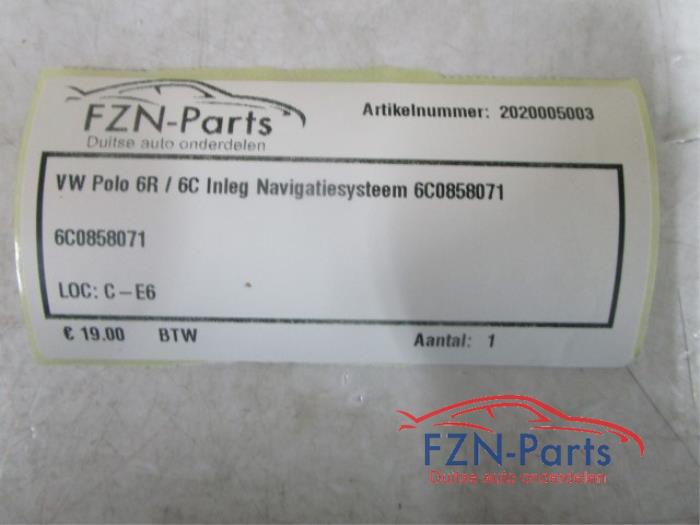 FZN-Parts
Duitse auto onderdelen
Artikelnummer: 2020005003
VW Polo 6R / 6C Inleg Navigatiesysteem 6C0858071
6C0858071
LOC: C-E6
€ 19.00 BTW
Aantal: 1
FZN-Parts
Duitse auto onderdelen